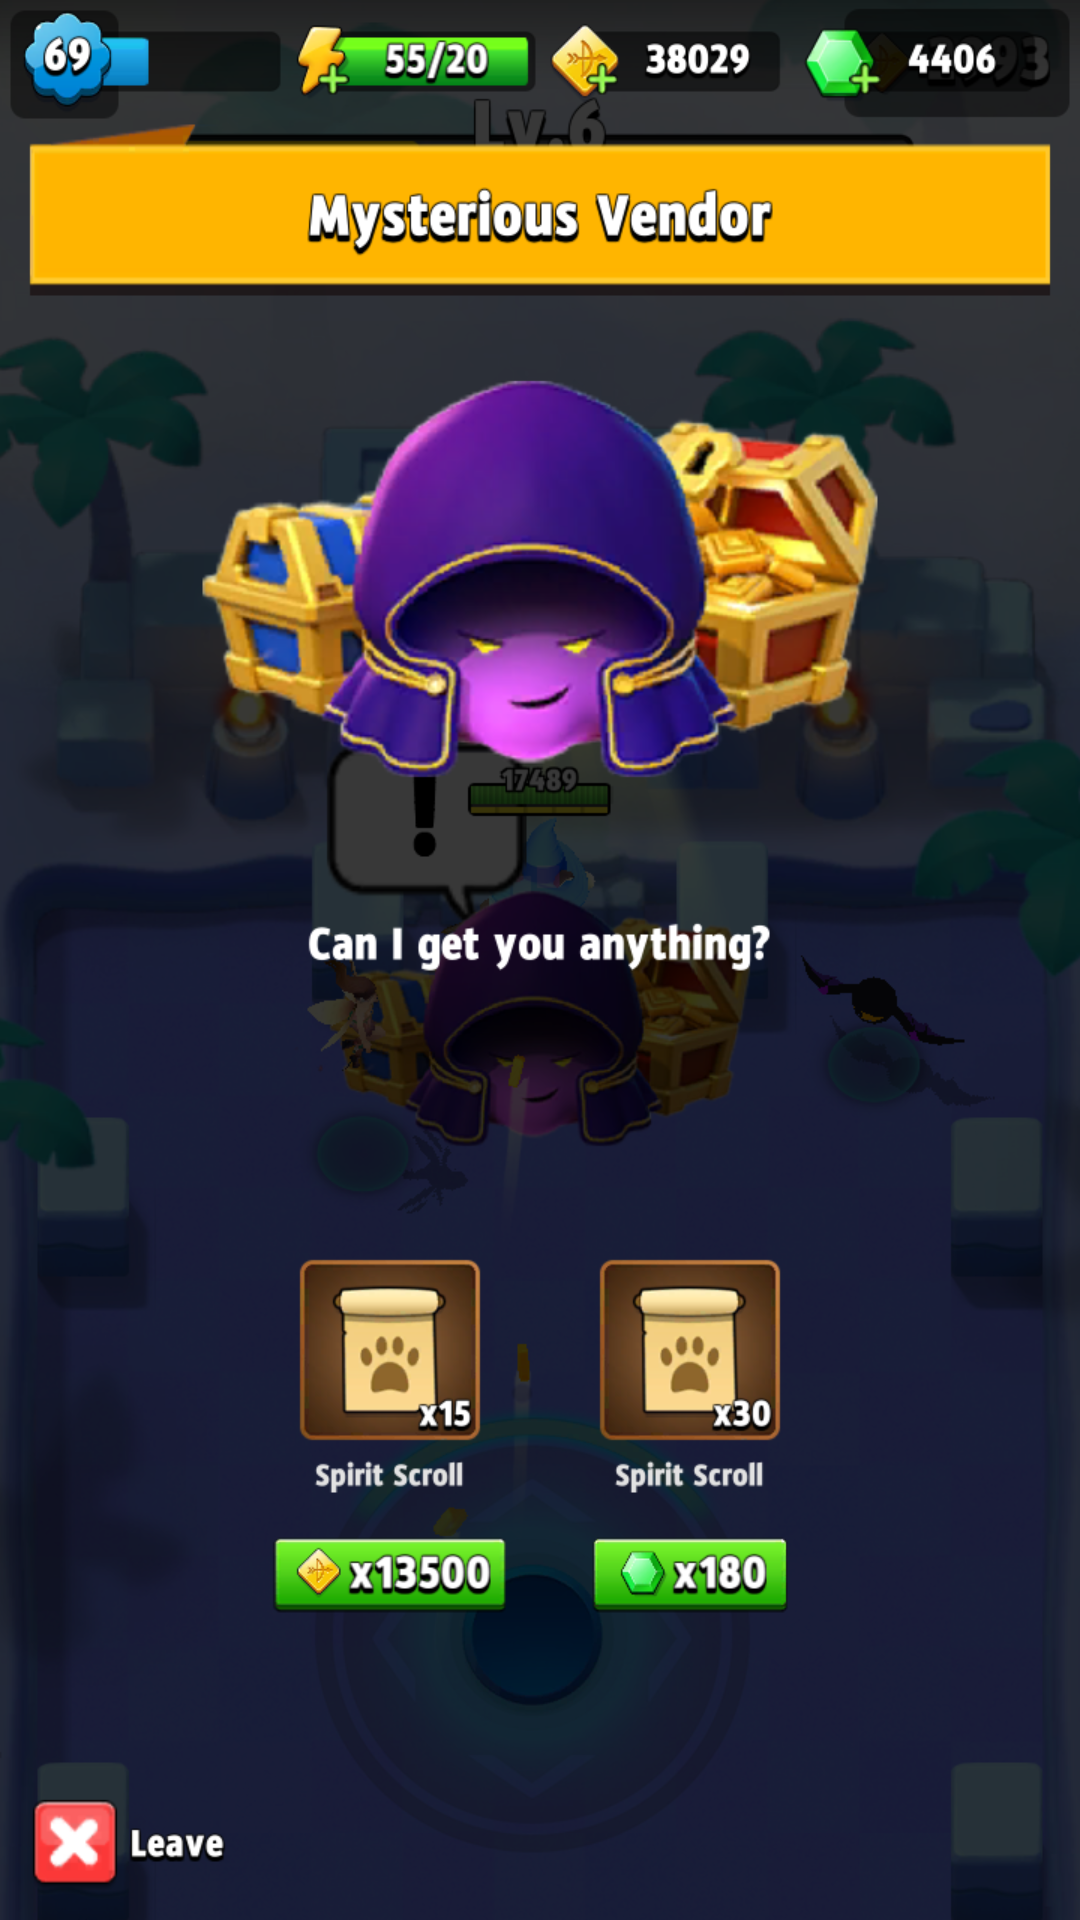 69
55/20
38029
4406
Lv.6
Mysterious Vendor
17489
!
Can I get you anything?
x15
x30
Spirit Scroll
Spirit Scroll
x13500
x180
Leave